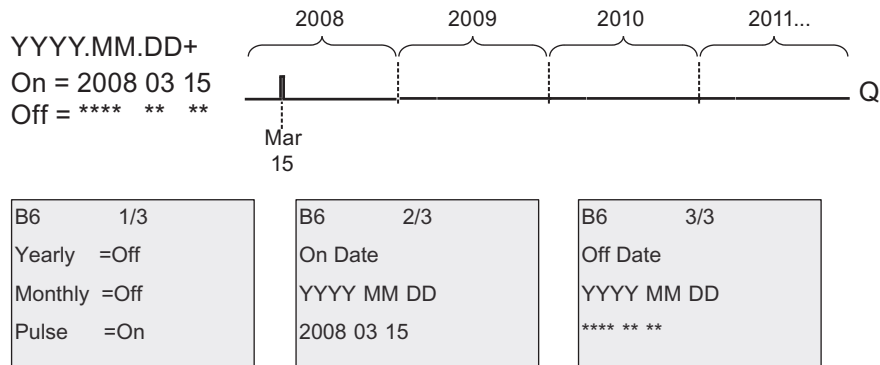 2008 2009 2010 2011...
YYYY.MM.DD+
On = 2008 03 15
Off = **** ** **
Q
Mar
15
B6 1/3
Yearly =Off
Monthly =Off
Pulse =On
B6 2/3
On Date
YYYY MM DD
2008 03 15
B6 3/3
Off Date
YYYY MM DD
**** ** **